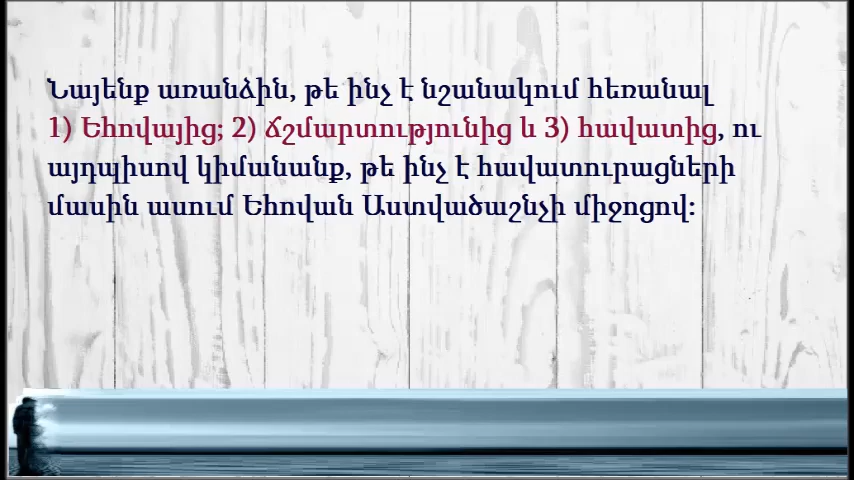 Նայենք առանձին, թե ինչ է նշանակում հեռանալ
1) Եհովայից; 2) ճշմարտությունից և 3) հավատից, ու
այդպիսով կիմանանք, թե ինչ է հավատուրացների
մասին ասում Եհովան Աստվածաշնչի միջոցով: